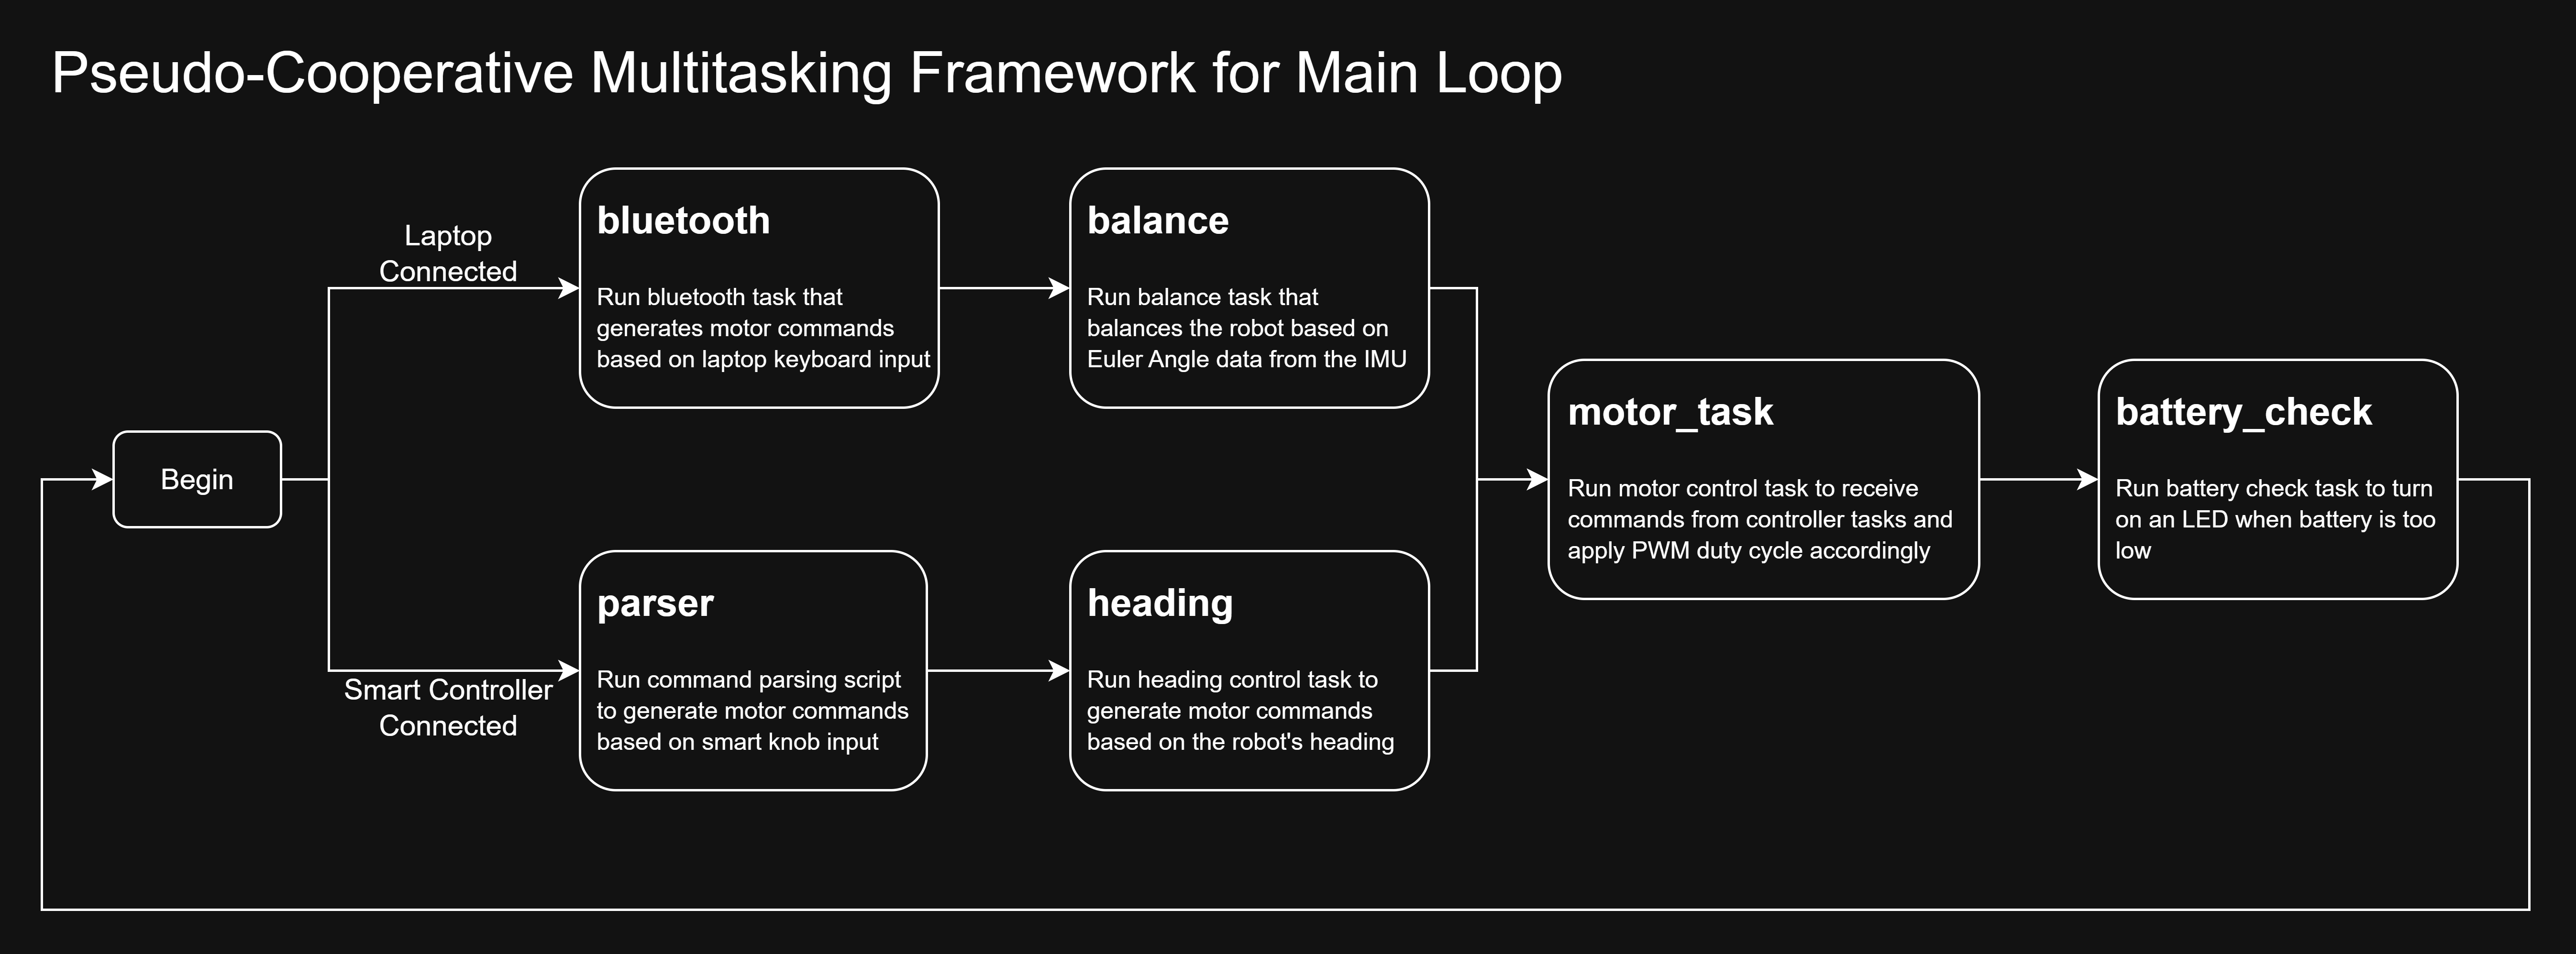 Pseudo-Cooperative Multitasking Framework for Main Loop
Begin
Laptop
Connected
bluetooth
Run bluetooth task that
generates motor commands
based on laptop keyboard input
balance
Run balance task that
balances the robot based on
Euler Angle data from the IMU
Smart Controller
Connected
parser
Run command parsing script
to generate motor commands
based on smart knob input
heading
Run heading control task to
generate motor commands
based on the robot's heading
motor_task
Run motor control task to receive
commands from controller tasks and
apply PWM duty cycle accordingly
battery_check
Run battery check task to turn
on an LED when battery is too
low